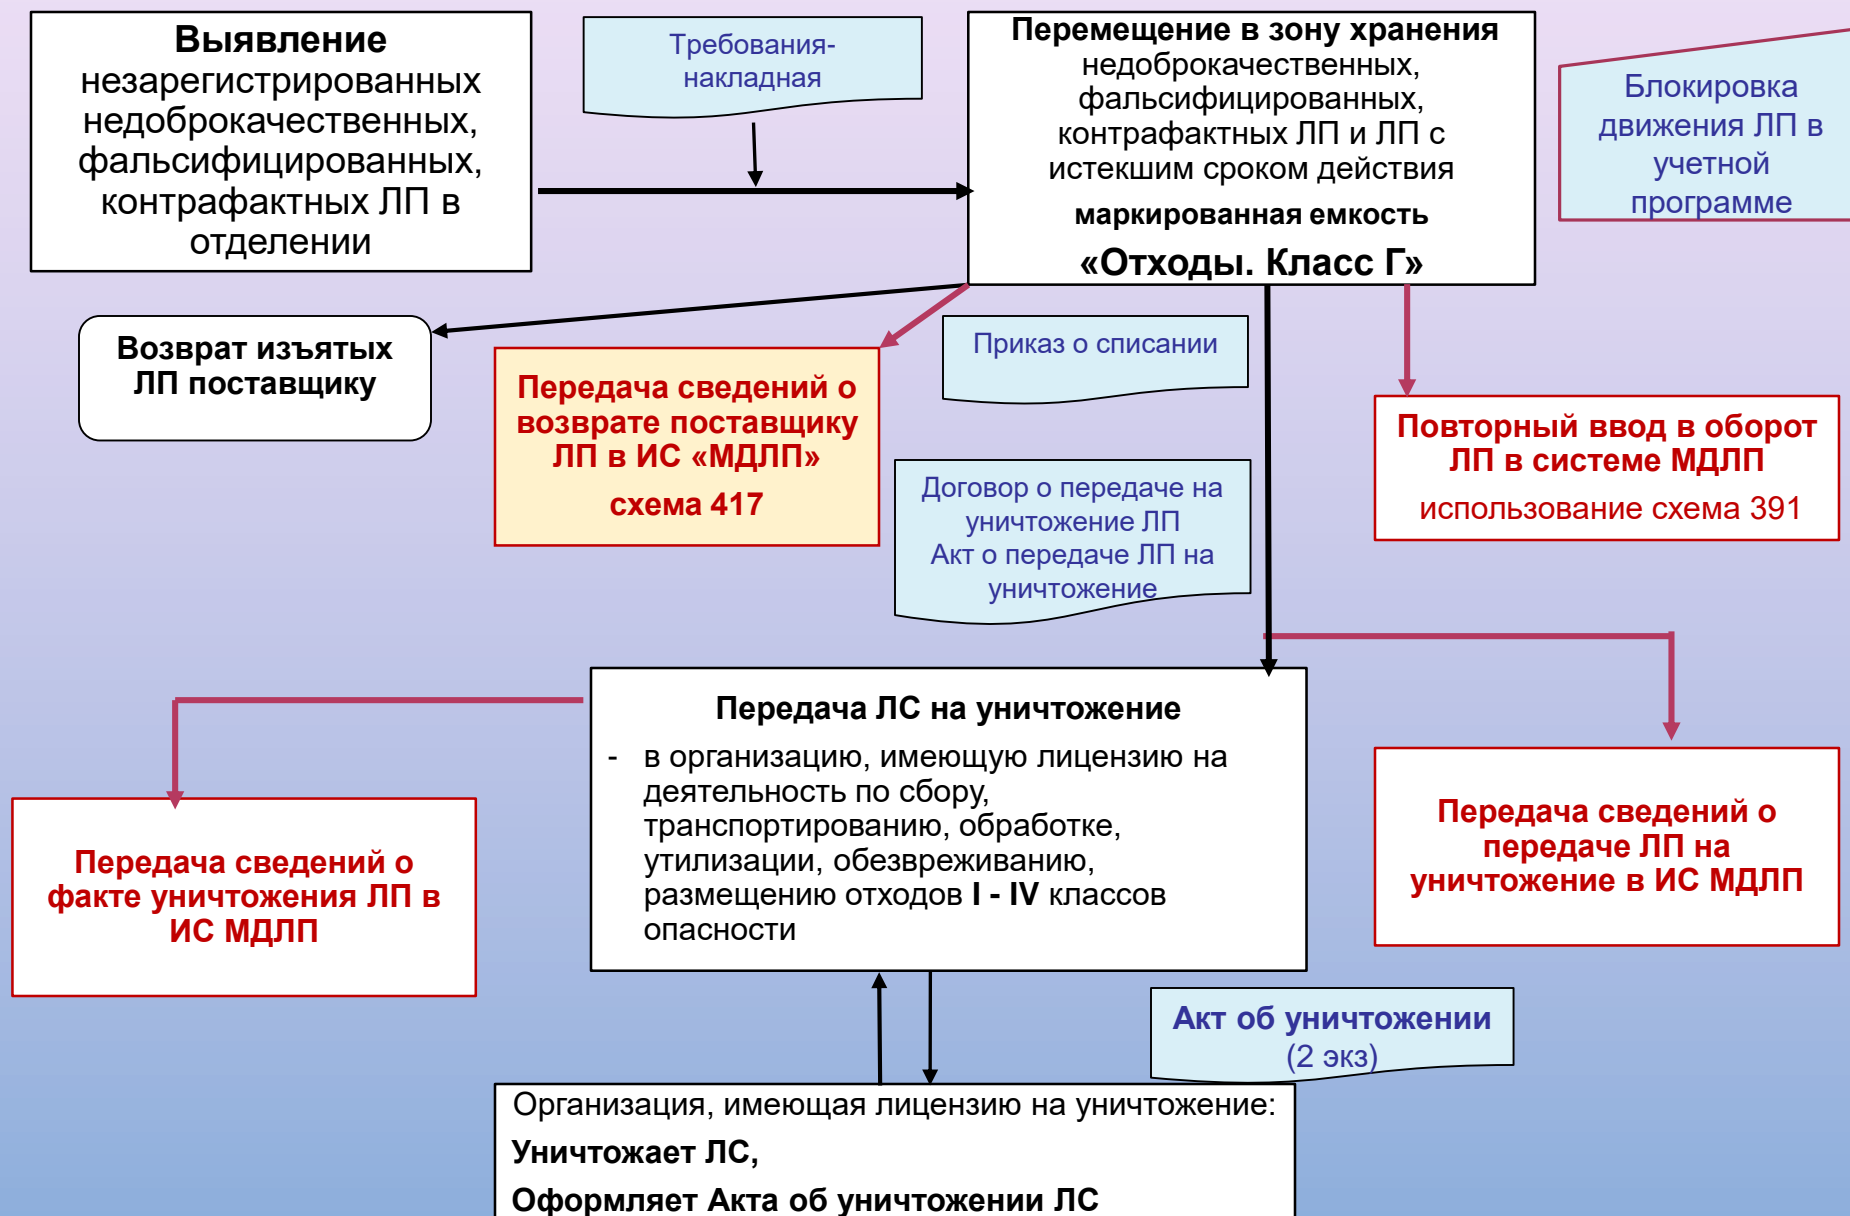 Выявление
незарегистрированных
недоброкачественных,
фальсифицированных,
контрафактных ЛП в
отделении
Требования-
накладная
Перемещение в зону хранения
недоброкачественных,
фальсифицированных,
контрафактных ЛП и ЛП с
истекшим сроком действия
маркированная емкость
«Отходы. Класс Г»
Блокировка
движения ЛП в
учетной
программе
Возврат изъятых
ЛП поставщику
Передача сведений о
возврате поставщику
ЛП в ИС «МДЛП»
схема 417
Приказ о списании
Договор о передаче на
уничтожение ЛП
Акт о передаче ЛП на
уничтожение
Повторный ввод в оборот
ЛП в системе МДЛП
использование схема 391
Передача ЛС на уничтожение
- в организацию, имеющую лицензию на
деятельность по сбору,
транспортированию, обработке,
утилизации, обезвреживанию,
размещению отходов I - IV классов
опасности
Передача сведений о
факте уничтожения ЛП в
ИС МДЛП
Передача сведений о
передаче ЛП на
уничтожение в ИС МДЛП
Акт об уничтожении
(2 экз)
Организация, имеющая лицензию на уничтожение:
Уничтожает ЛС,
Оформляет Акта об уничтожении ЛС